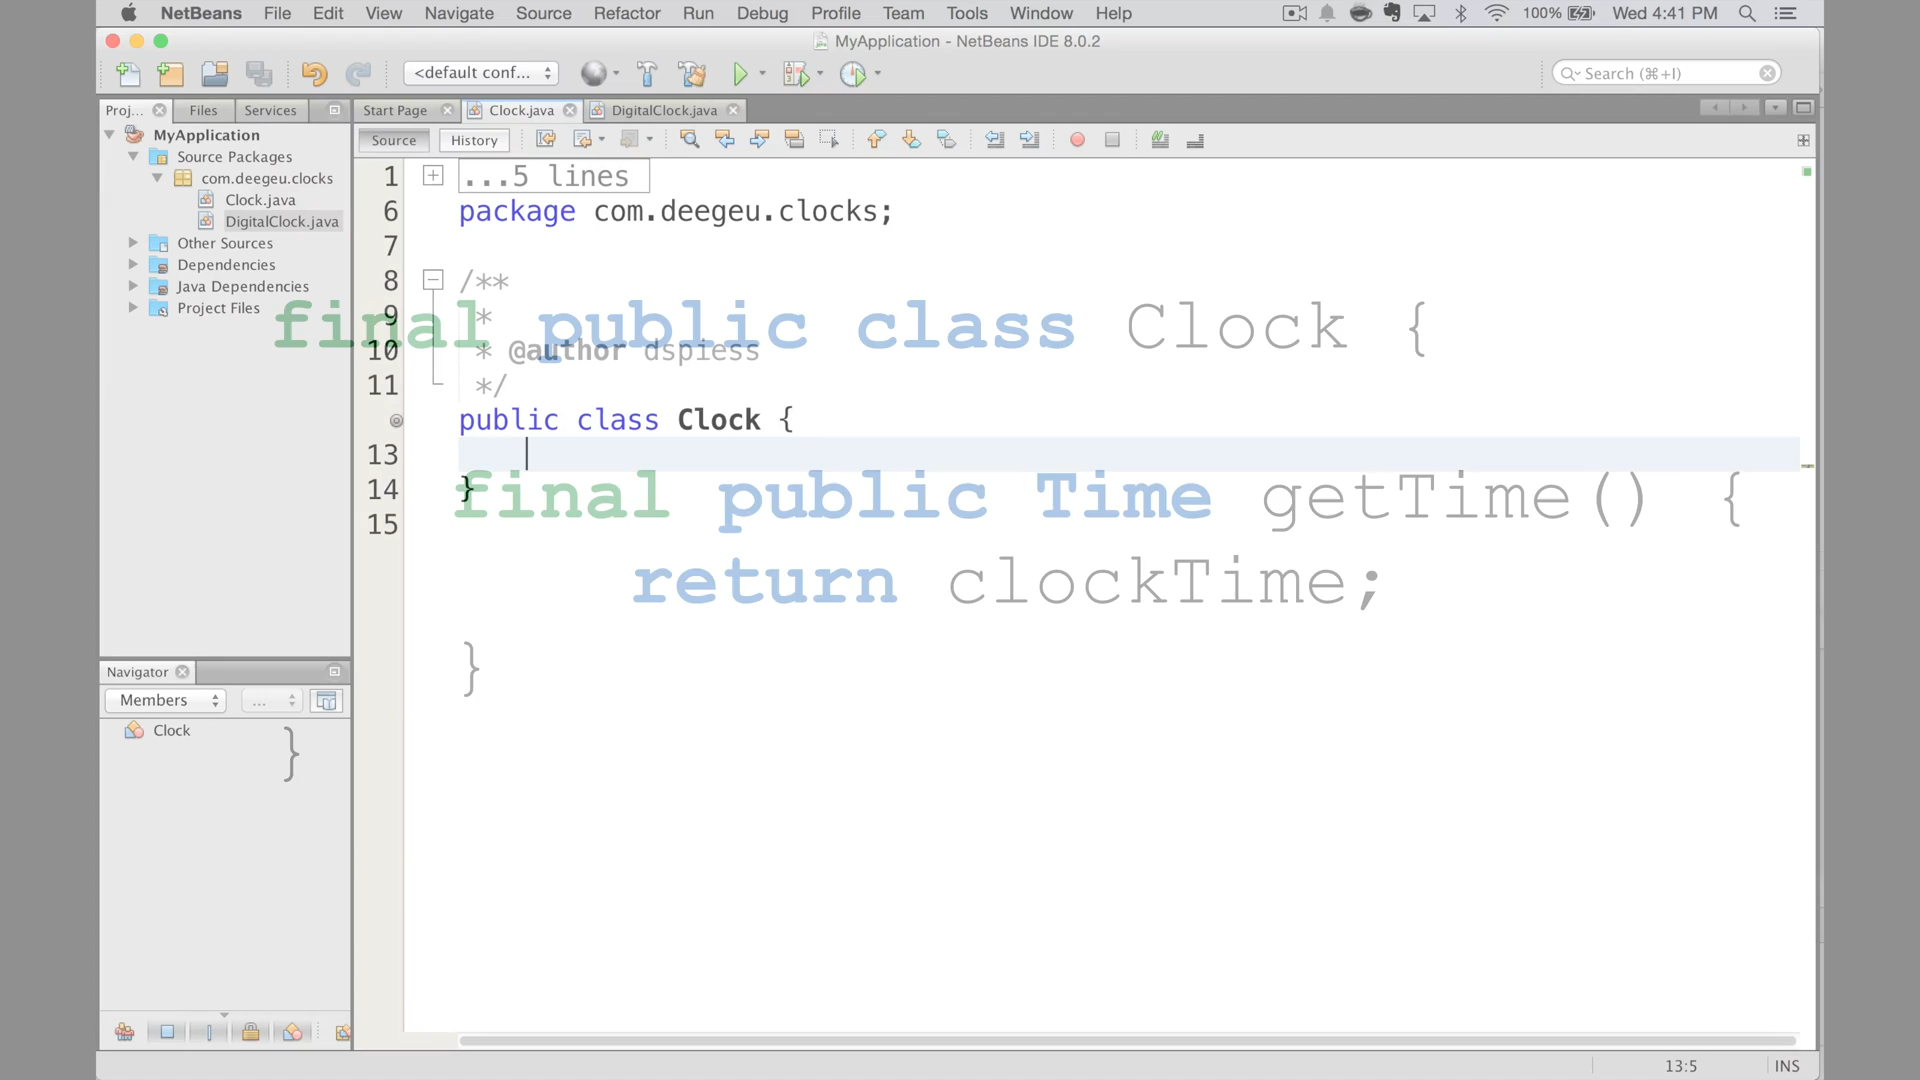 NetBeans File Edit View Navigate Source Refactor Run Debug Profile Team Tools Window Help 100% Wed 4:41 PM
MyApplication - NetBeans IDE 8.0.2
<default conf... Search (⌘+I)
Proj... Files Services Start Page Clock.java DigitalClock.java
Source History
MyApplication
Source Packages
com.deegeu.clocks
Clock.java
DigitalClock.java
Other Sources
Dependencies
Java Dependencies
Project Files
1 ...5 lines
6 package com.deegeu.clocks;
7
8 /**
9 *
10 * @author dspiess
11 */
public class Clock {
13
14 }
15
final public class Clock {
final public Time getTime() {
return clockTime;
}
}
Navigator
Members ...
Clock
13:5 INS